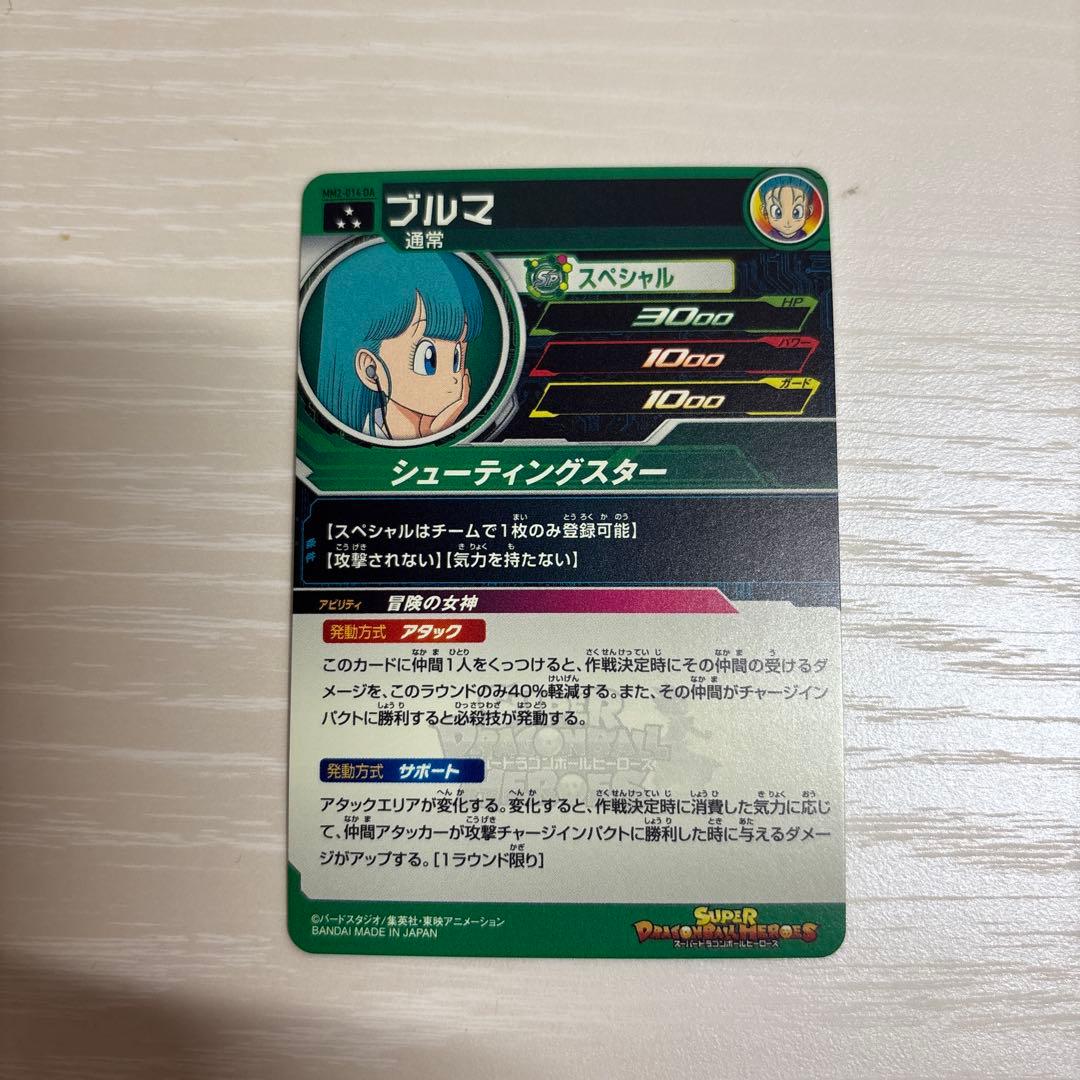 MM2-014 DA
ブルマ
通常
SP スペシャル
HP
3000
パワー
1000
ガード
1000
シューティングスター
【スペシャルはチームで1枚のみ登録可能】
【攻撃されない】【気力を持たない】
アビリティ 冒険の女神
発動方式 アタック
このカードに仲間1人をくっつけると、作戦決定時にその仲間の受けるダ
メージを、このラウンドのみ40%軽減する。また、その仲間がチャージイン
パクトに勝利すると必殺技が発動する。
発動方式 サポート
アタックエリアが変化する。変化すると、作戦決定時に消費した気力に応じ
て、仲間アタッカーが攻撃チャージインパクトに勝利した時に与えるダメー
ジがアップする。[1ラウンド限り]
©バードスタジオ/集英社・東映アニメーション
BANDAI MADE IN JAPAN
SUPER
DRAGONBALL HEROES
スーパードラゴンボールヒーローズ